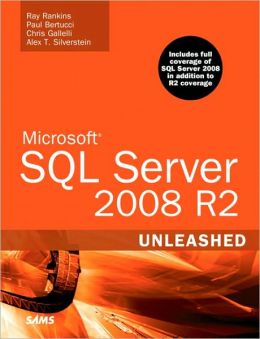 Ray Rankins
Paul Bertucci
Chris Gallelli
Alex T. Silverstein
Includes full
coverage of
SQL Server 2008
in addition to
R2 coverage
Microsoft®
SQL Server
2008 R2
UNLEASHED
SAMS